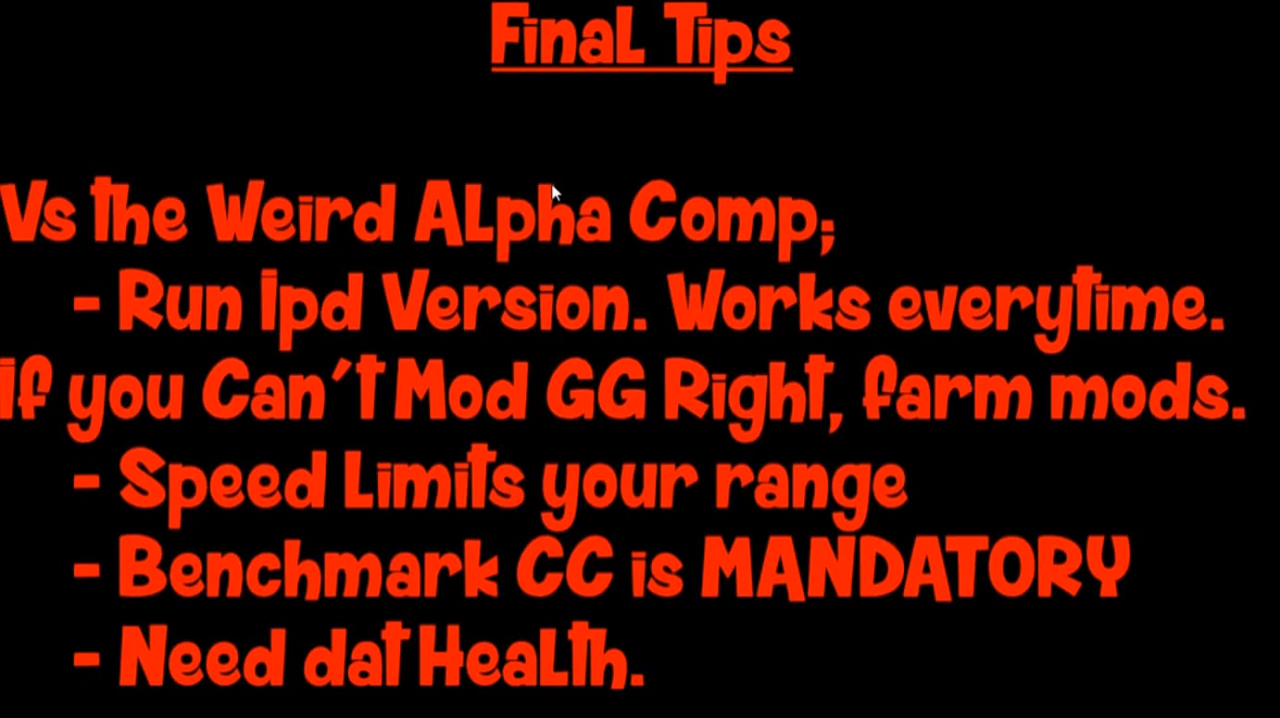 Final Tips
Vs the Weird Alpha Comp;
- Run Ipd Version. Works everytime.
If you Can't Mod GG Right, farm mods.
- Speed Limits your range
- Benchmark CC is MANDATORY
- Need dat Health.